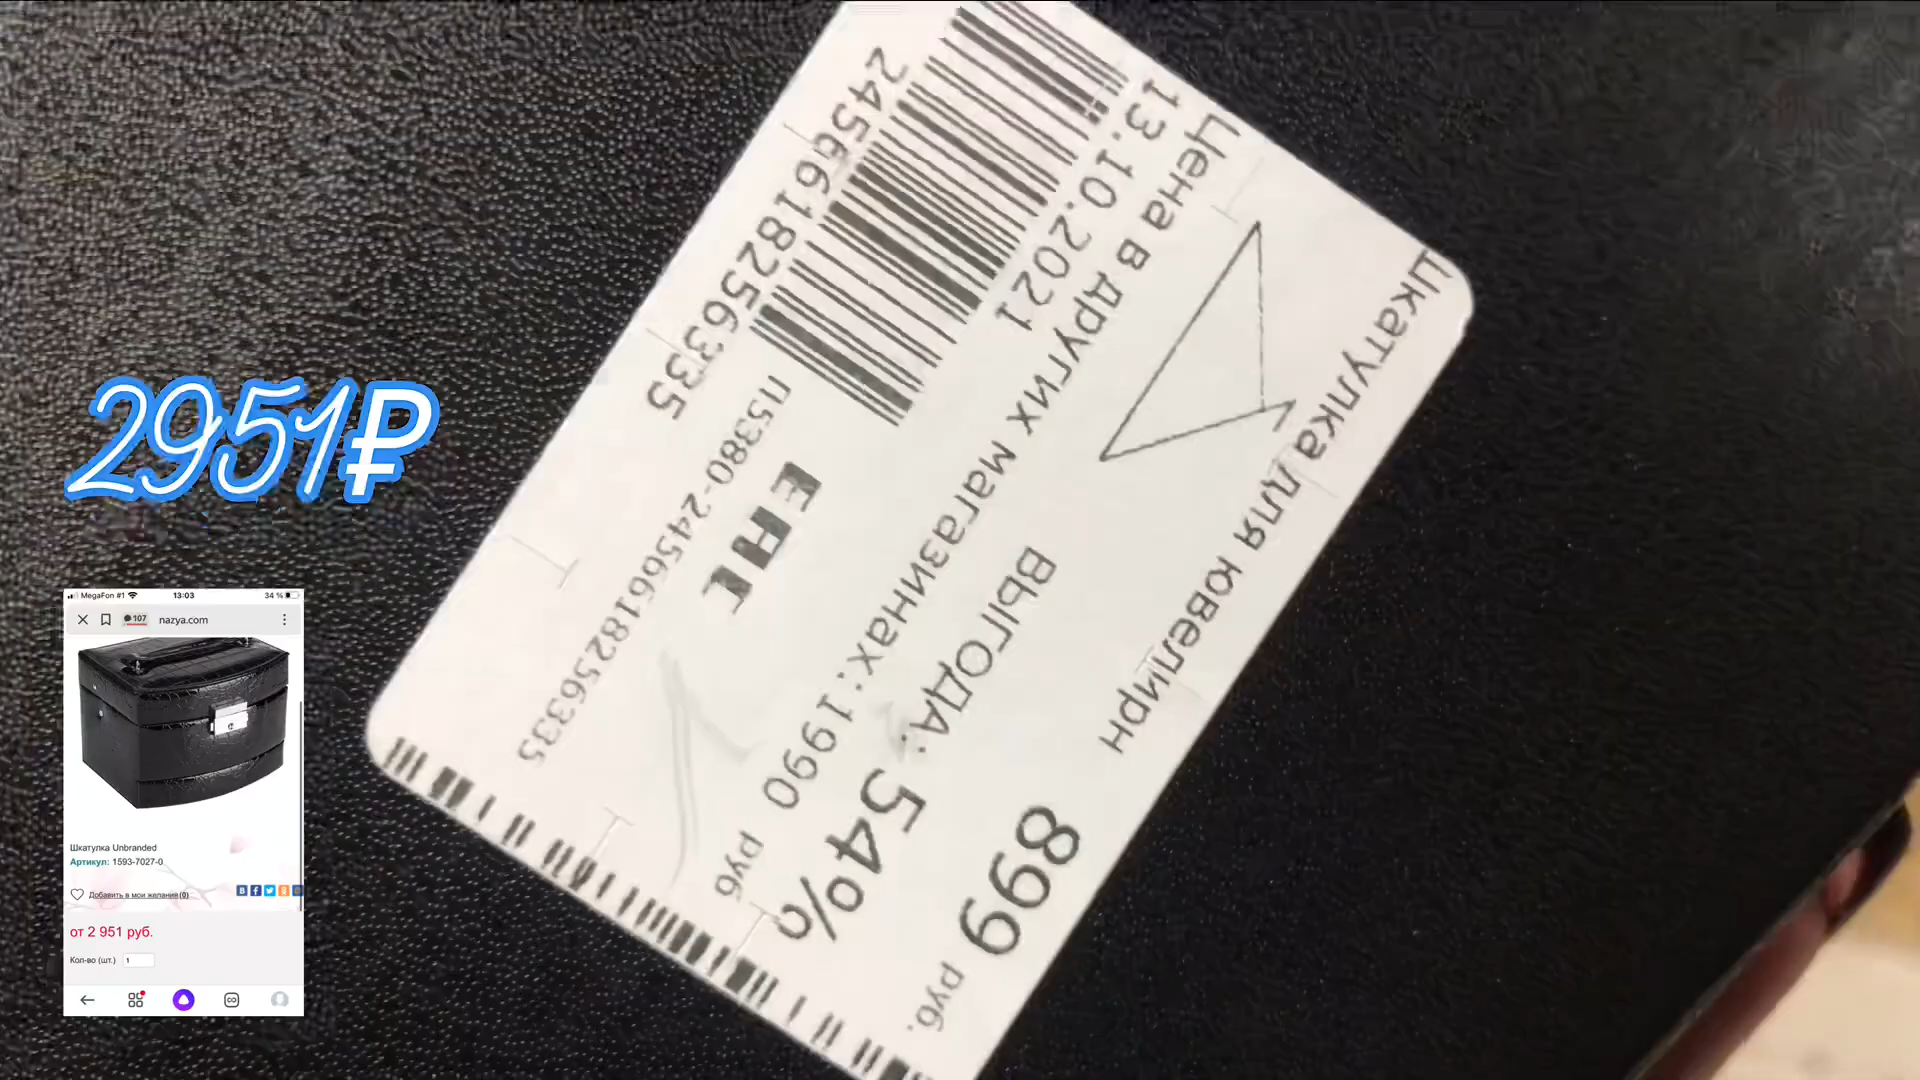 Шкатулка для ювелирн
899 руб.
ВЫГОДА: 54%
Цена в других магазинах: 1990 руб
13.10.2021
2456618256335
П5380-2456618256335
ЕАС
2951₽
MegaFon #1
13:03
34 %
107
nazya.com
Шкатулка Unbranded
Артикул: 1593-7027-0
Добавить в мои желания (0)
от 2 951 руб.
Кол-во (шт.)
1